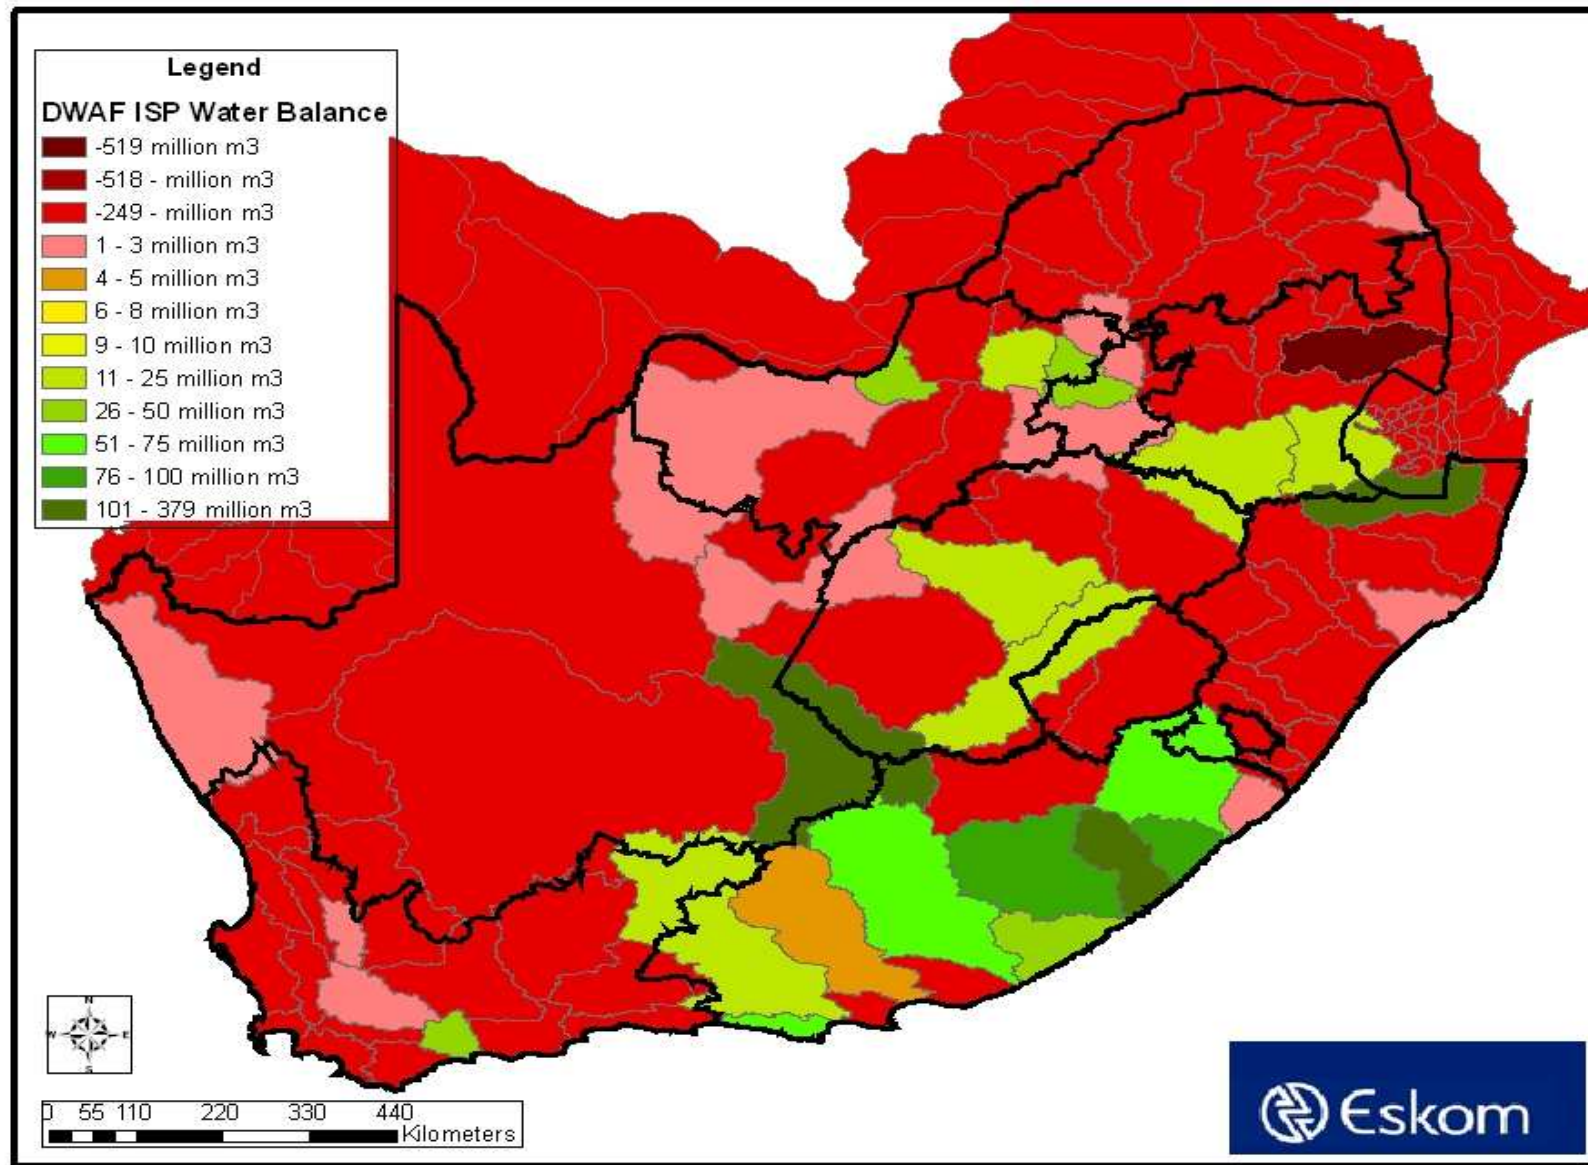 Legend
DWAF ISP Water Balance
-519 million m3
-518 - million m3
-249 - million m3
1 - 3 million m3
4 - 5 million m3
6 - 8 million m3
9 - 10 million m3
11 - 25 million m3
26 - 50 million m3
51 - 75 million m3
76 - 100 million m3
101 - 379 million m3
N
W E
S
0 55 110 220 330 440
Kilometers
Eskom